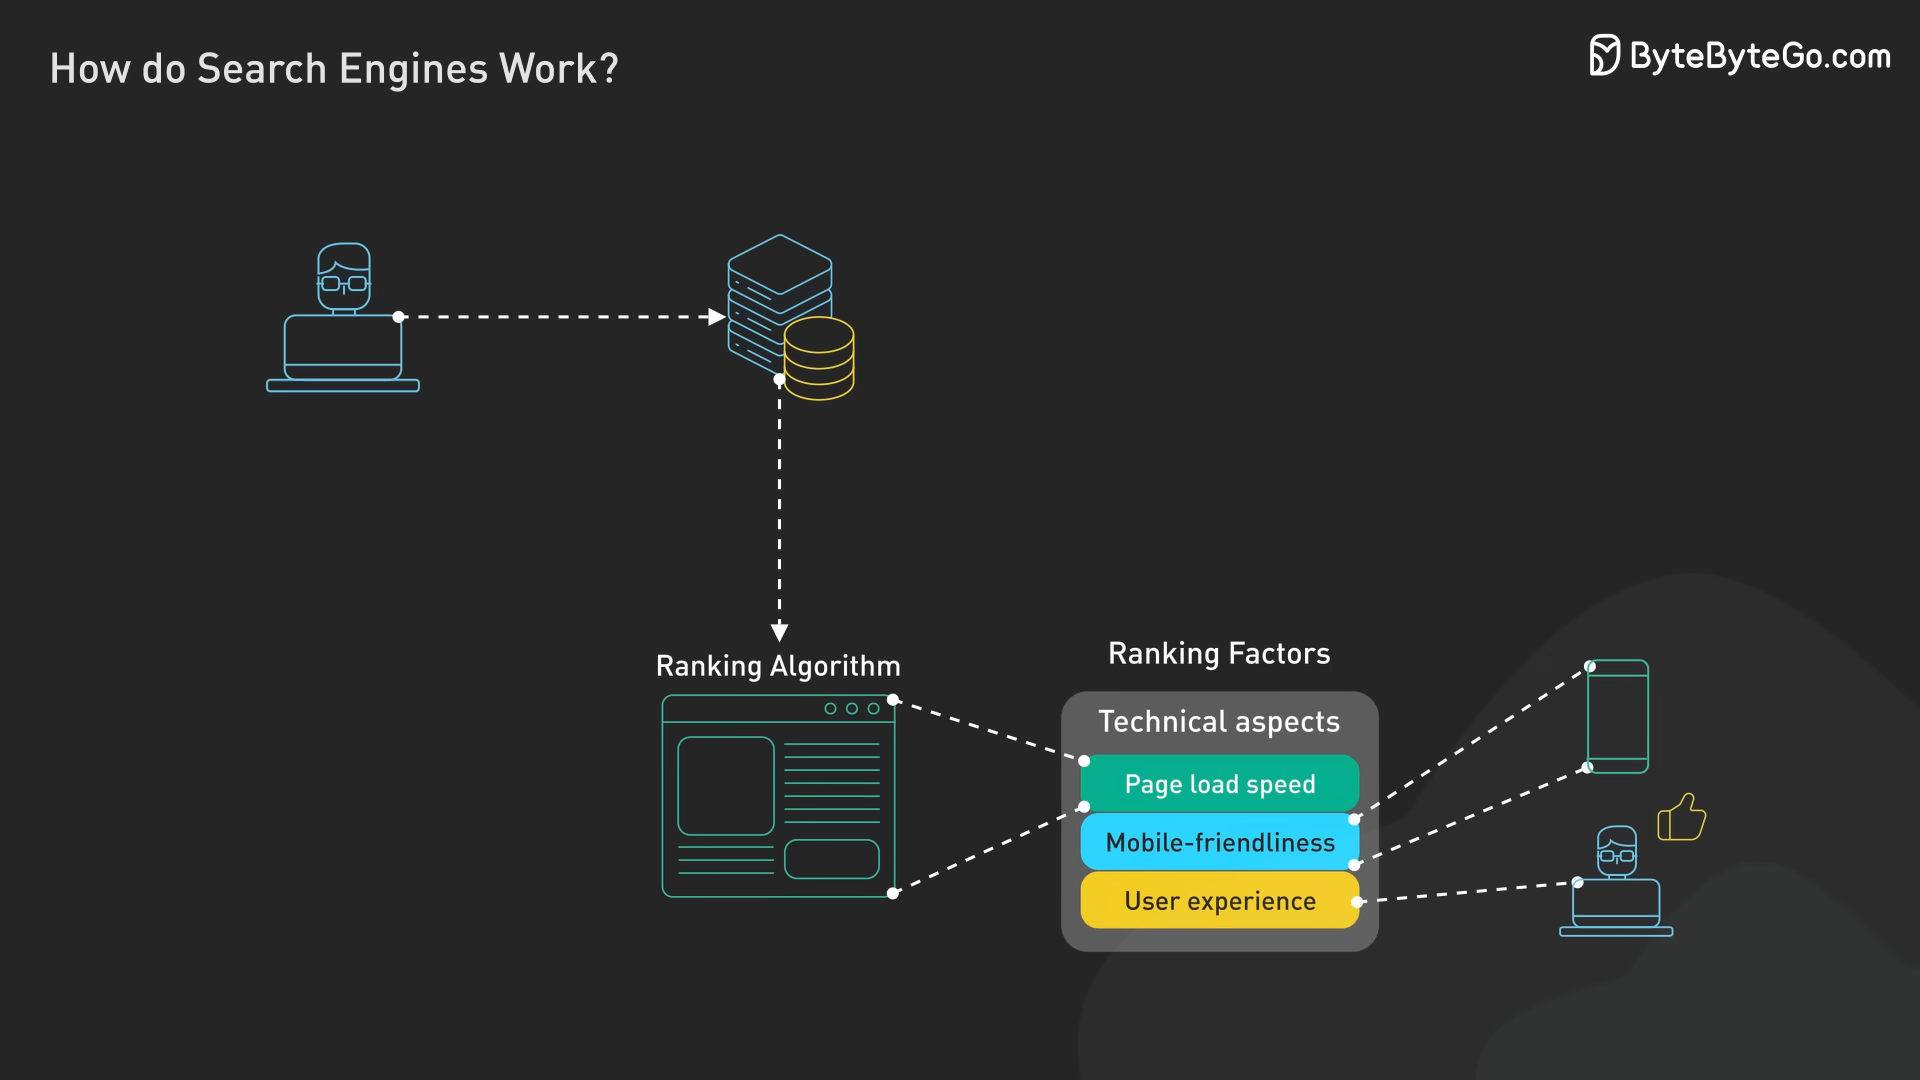 How do Search Engines Work?
ByteByteGo.com
Ranking Algorithm
Ranking Factors
Technical aspects
Page load speed
Mobile-friendliness
User experience